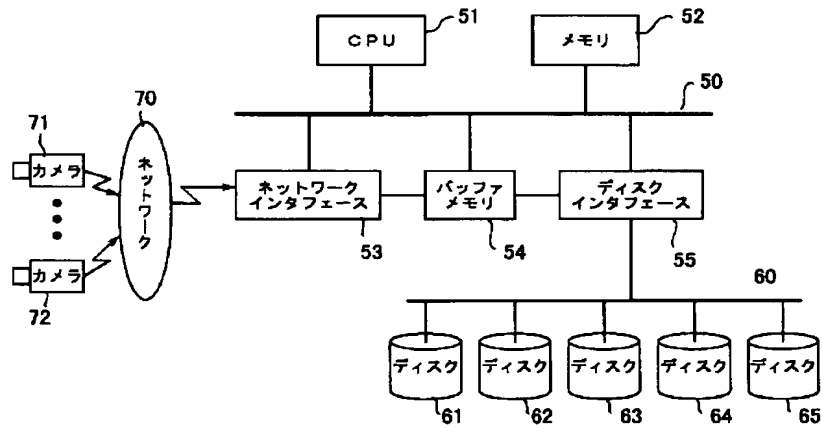 51
CPU
52
メモリ
50
70
71
カメラ
ネットワーク
カメラ
72
ネットワーク
インタフェース
53
バッファ
メモリ
54
ディスク
インタフェース
55
60
ディスク
61
ディスク
62
ディスク
63
ディスク
64
ディスク
65